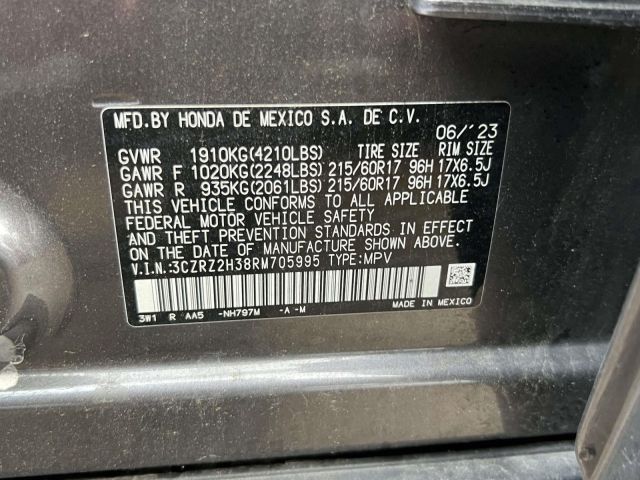 MFD.BY HONDA DE MEXICO S.A. DE C.V. 06/'23
GVWR 1910KG(4210LBS) TIRE SIZE RIM SIZE
GAWR F 1020KG(2248LBS) 215/60R17 96H 17X6.5J
GAWR R 935KG(2061LBS) 215/60R17 96H 17X6.5J
THIS VEHICLE CONFORMS TO ALL APPLICABLE
FEDERAL MOTOR VEHICLE SAFETY
AND THEFT PREVENTION STANDARDS IN EFFECT
ON THE DATE OF MANUFACTURE SHOWN ABOVE.
V.I.N.:3CZRZ2H38RM705995 TYPE:MPV
3W1 R AA5 -NH797M -A -M MADE IN MEXICO